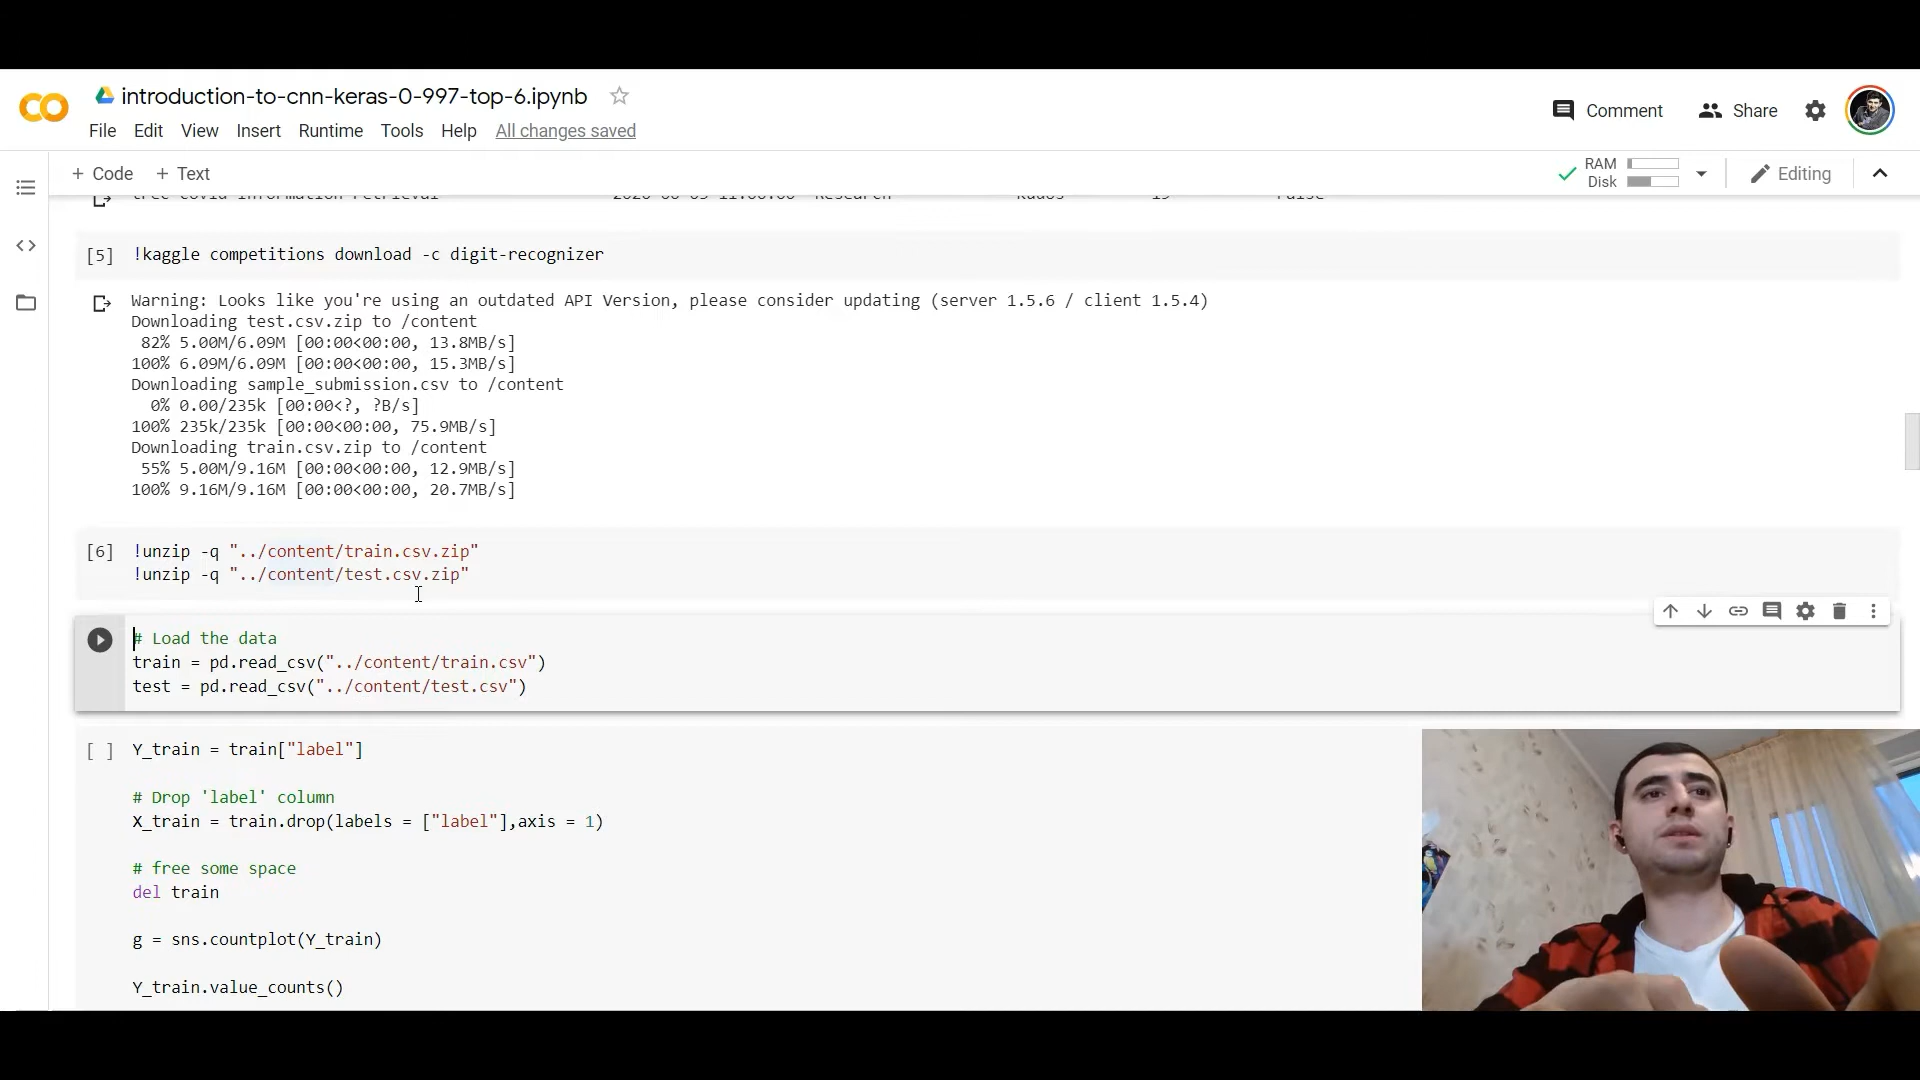 introduction-to-cnn-keras-0-997-top-6.ipynb
File Edit View Insert Runtime Tools Help All changes saved
Comment
Share
+ Code + Text
RAM
Disk
Editing
[5] !kaggle competitions download -c digit-recognizer
Warning: Looks like you're using an outdated API Version, please consider updating (server 1.5.6 / client 1.5.4)
Downloading test.csv.zip to /content
82% 5.00M/6.09M [00:00<00:00, 13.8MB/s]
100% 6.09M/6.09M [00:00<00:00, 15.3MB/s]
Downloading sample_submission.csv to /content
0% 0.00/235k [00:00<?, ?B/s]
100% 235k/235k [00:00<00:00, 75.9MB/s]
Downloading train.csv.zip to /content
55% 5.00M/9.16M [00:00<00:00, 12.9MB/s]
100% 9.16M/9.16M [00:00<00:00, 20.7MB/s]
[6] !unzip -q "../content/train.csv.zip"
!unzip -q "../content/test.csv.zip"
# Load the data
train = pd.read_csv("../content/train.csv")
test = pd.read_csv("../content/test.csv")
[ ] Y_train = train["label"]
# Drop 'label' column
X_train = train.drop(labels = ["label"],axis = 1)
# free some space
del train
g = sns.countplot(Y_train)
Y_train.value_counts()